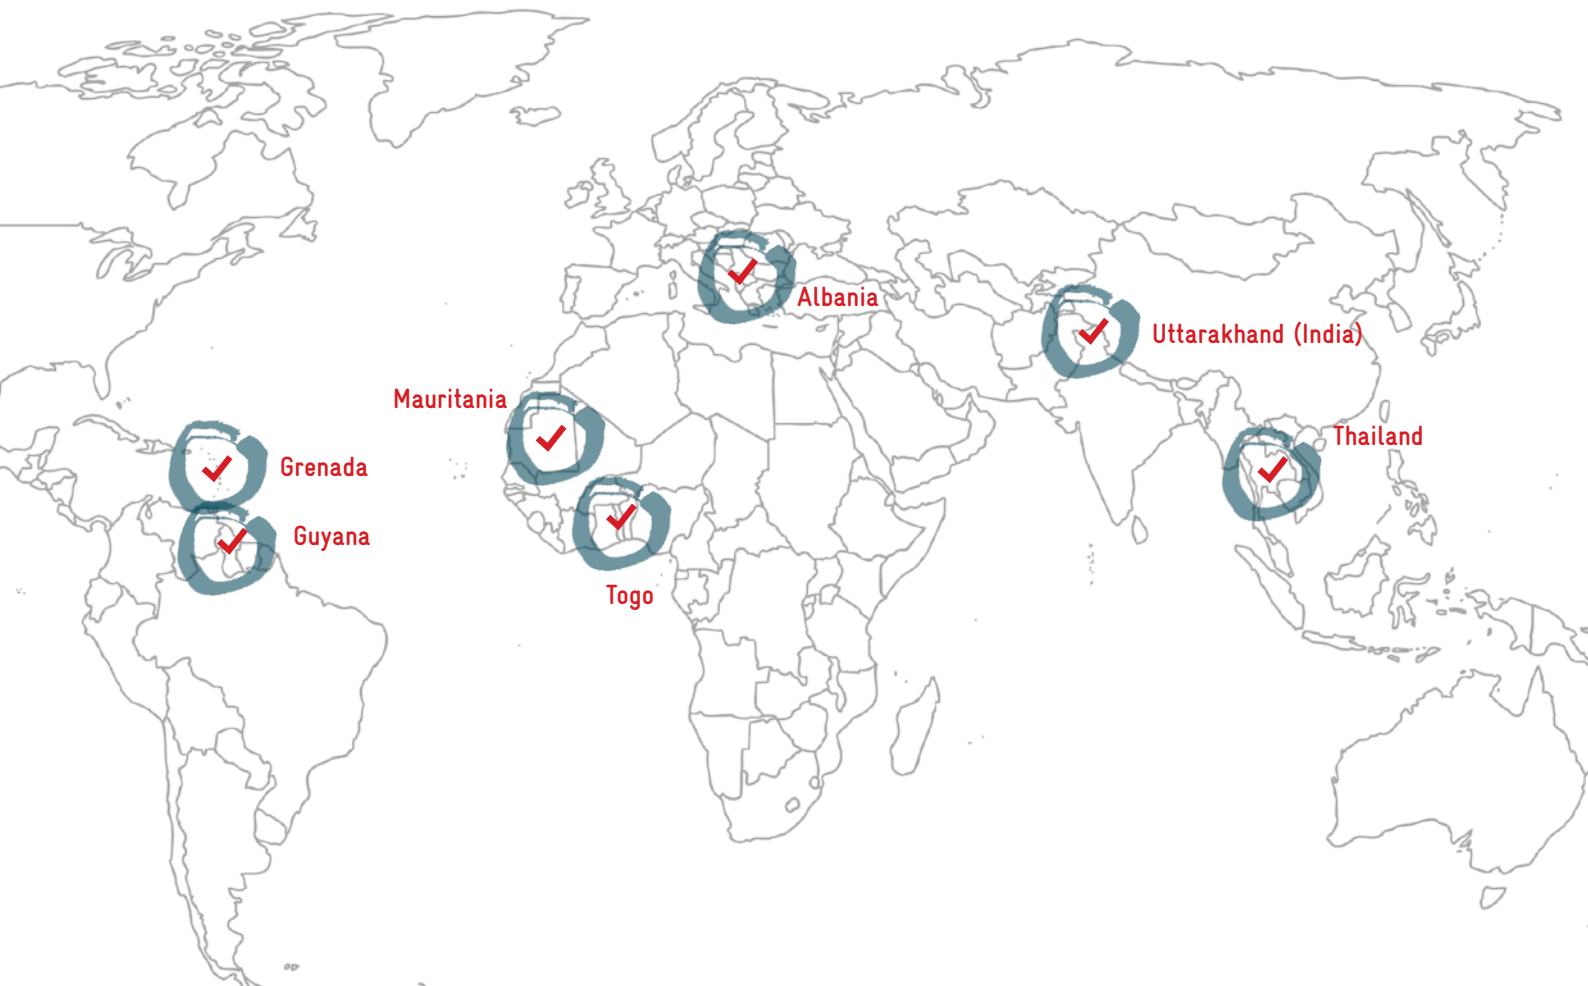 Albania
Uttarakhand (India)
Mauritania
Thailand
Grenada
Guyana
Togo